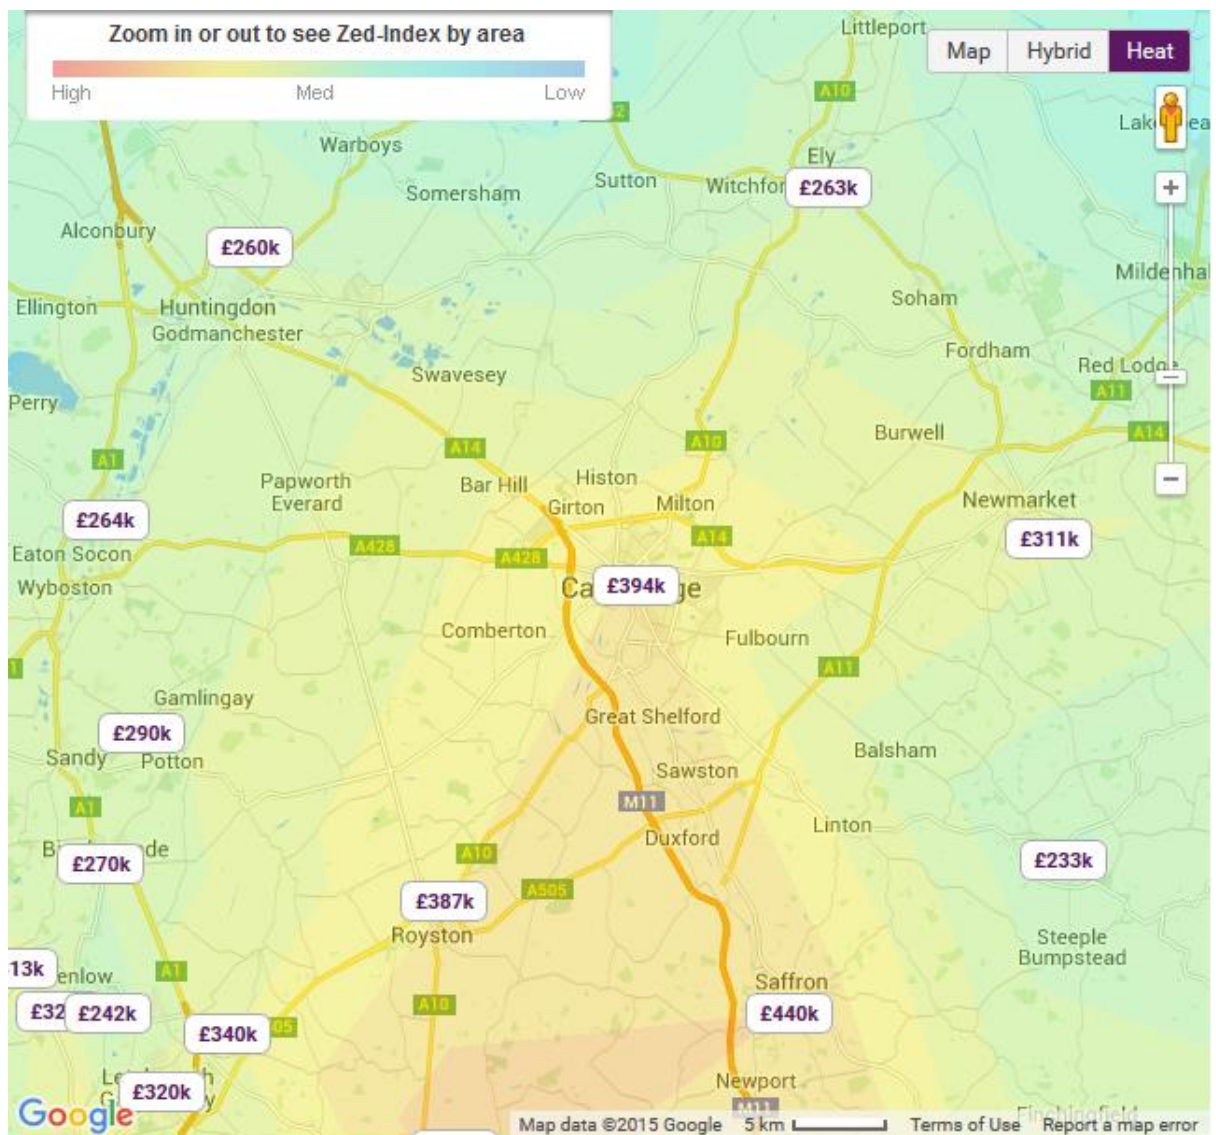 Zoom in or out to see Zed-Index by area
High Med Low
Map Hybrid Heat
Littleport
A10
Warboys
Ely
Sutton
Witchfor
£263k
Somersham
Alconbury
£260k
Mildenha
Ellington
Huntingdon
Soham
Godmanchester
Fordham
Swavesey
Red Lodge
A11
Perry
Burwell
A14
A10
A14
A1
Histon
Papworth
Everard
Bar Hill
Newmarket
Girton
Milton
£264k
A14
£311k
Eaton Socon
A428
A428
Wyboston
£394k
Comberton
Fulbourn
A11
Gamlingay
Great Shelford
£290k
Sandy
Potton
Balsham
Sawston
A1
M11
Linton
Duxford
A10
£270k
£233k
A505
£387k
Royston
Steeple
Bumpstead
13k
enlow
A1
Saffron
A10
£32
£242k
£440k
£340k
05
Newport
£320k
M11
Google
Finchingfield
Map data ©2015 Google 5 km Terms of Use Report a map error